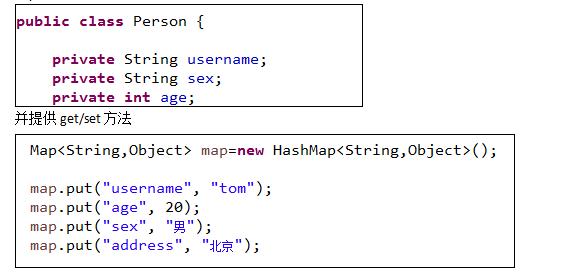 public class Person {
private String username;
private String sex;
private int age;
并提供 get/set 方法
Map<String,Object> map=new HashMap<String,Object>();
map.put("username", "tom");
map.put("age", 20);
map.put("sex", "男");
map.put("address", "北京");